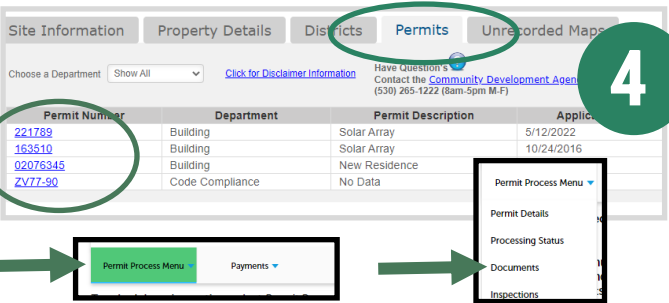 Site Information Property Details Districts Permits Unrecorded Maps
4
Choose a Department Show All Click for Disclaimer Information
Have Question's
Contact the Community Development
(530) 265-1222 (8am-5pm M-F)
Permit Number Department Permit Description
221789 Building Solar Array 5/12/2022
163510 Building Solar Array 10/24/2016
02076345 Building New Residence
ZV77-90 Code Compliance No Data
Permit Process Menu Payments
Permit Process Menu
Permit Details
Processing Status
Documents
Inspections